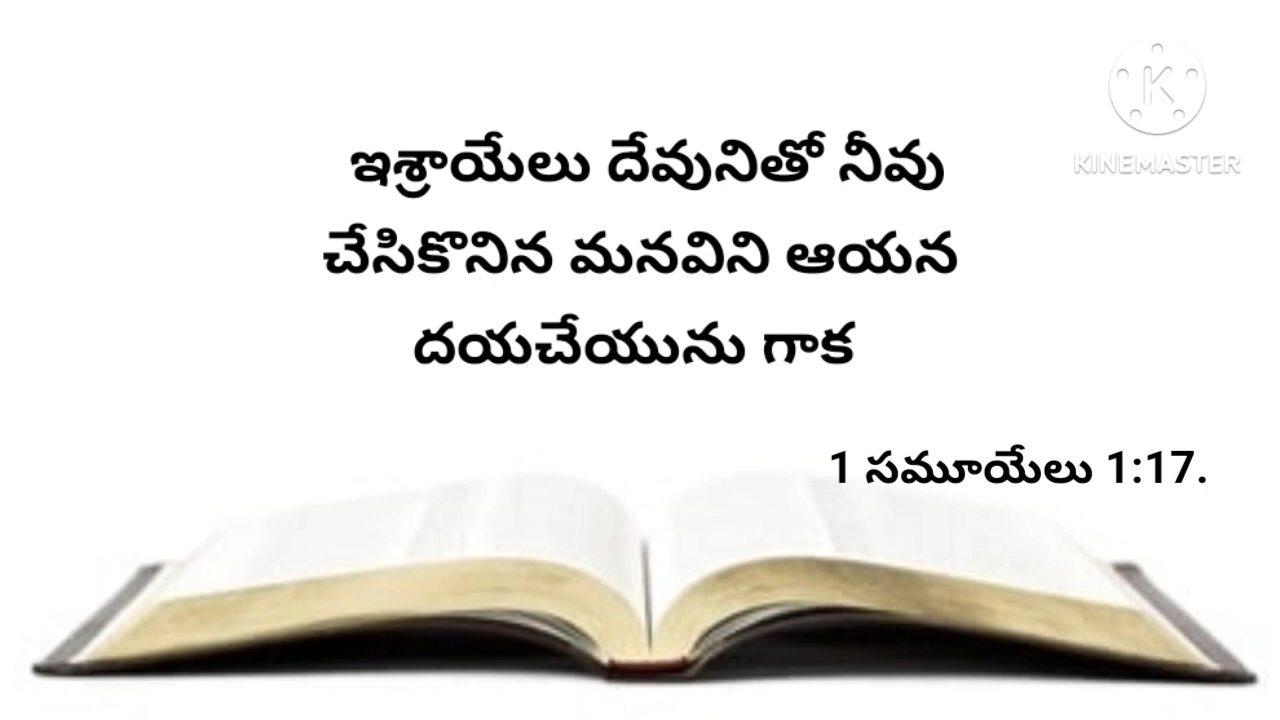 KINEMASTER
ఇశ్రాయేలు దేవునితో నీవు
చేసికొనిన మనవిని ఆయన
దయచేయును గాక
1 సమూయేలు 1:17.